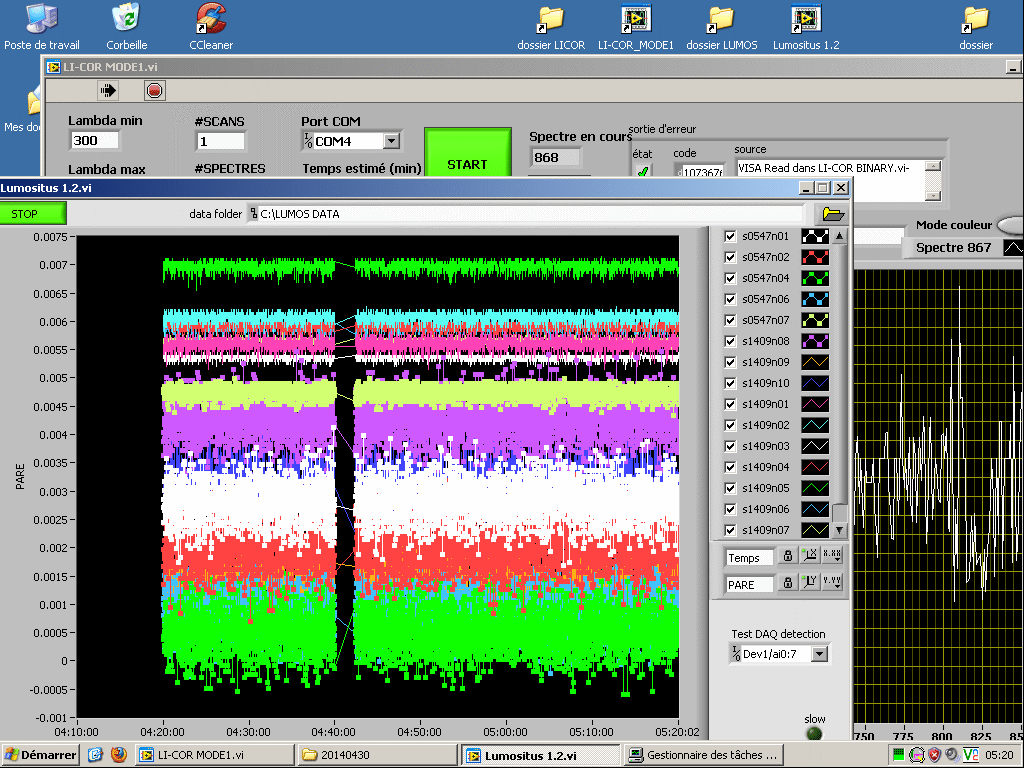 Poste de travail
Corbeille
CCleaner
dossier LICOR
LI-COR_MODE1
dossier LUMOS
Lumositus 1.2
dossier
Mes do
LI-COR MODE1.vi
Lambda min
300
Lambda max
#SCANS
1
#SPECTRES
Port COM
COM4
Temps estimé (min)
START
Spectre en cours
868
sortie d'erreur
état
code
source
VISA Read dans LI-COR BINARY.vi-
Mode couleur
Spectre 867
Lumositus 1.2.vi
STOP
data folder
C:\LUMOS DATA
0.0075
0.007
0.0065
0.006
0.0055
0.005
0.0045
0.004
0.0035
0.003
0.0025
0.002
0.0015
0.001
0.0005
0
-0.0005
-0.001
PARE
04:10:00
04:20:00
04:30:00
04:40:00
04:50:00
05:00:00
05:10:00
05:20:02
s0547n01
s0547n02
s0547n04
s0547n06
s0547n07
s1409n08
s1409n09
s1409n10
s1409n01
s1409n02
s1409n03
s1409n04
s1409n05
s1409n06
s1409n07
Temps
PARE
Test DAQ detection
Dev1/ai0:7
slow
750
775
800
825
Démarrer
LI-COR MODE1.vi
20140430
Lumositus 1.2.vi
Gestionnaire des tâches ...
05:20